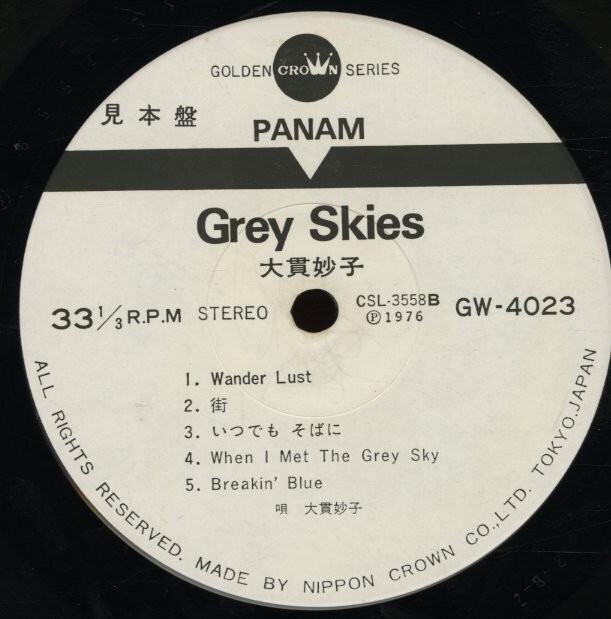 GOLDEN CROWN SERIES
見本盤
PANAM
Grey Skies
大貫妙子
33 1/3 R.P.M STEREO
CSL-3558B
Ⓟ1976
GW-4023
1. Wander Lust
2. 街
3. いつでも そばに
4. When I Met The Grey Sky
5. Breakin' Blue
唄 大貫妙子
ALL RIGHTS RESERVED. MADE BY NIPPON CROWN CO.,LTD. TOKYO.JAPAN